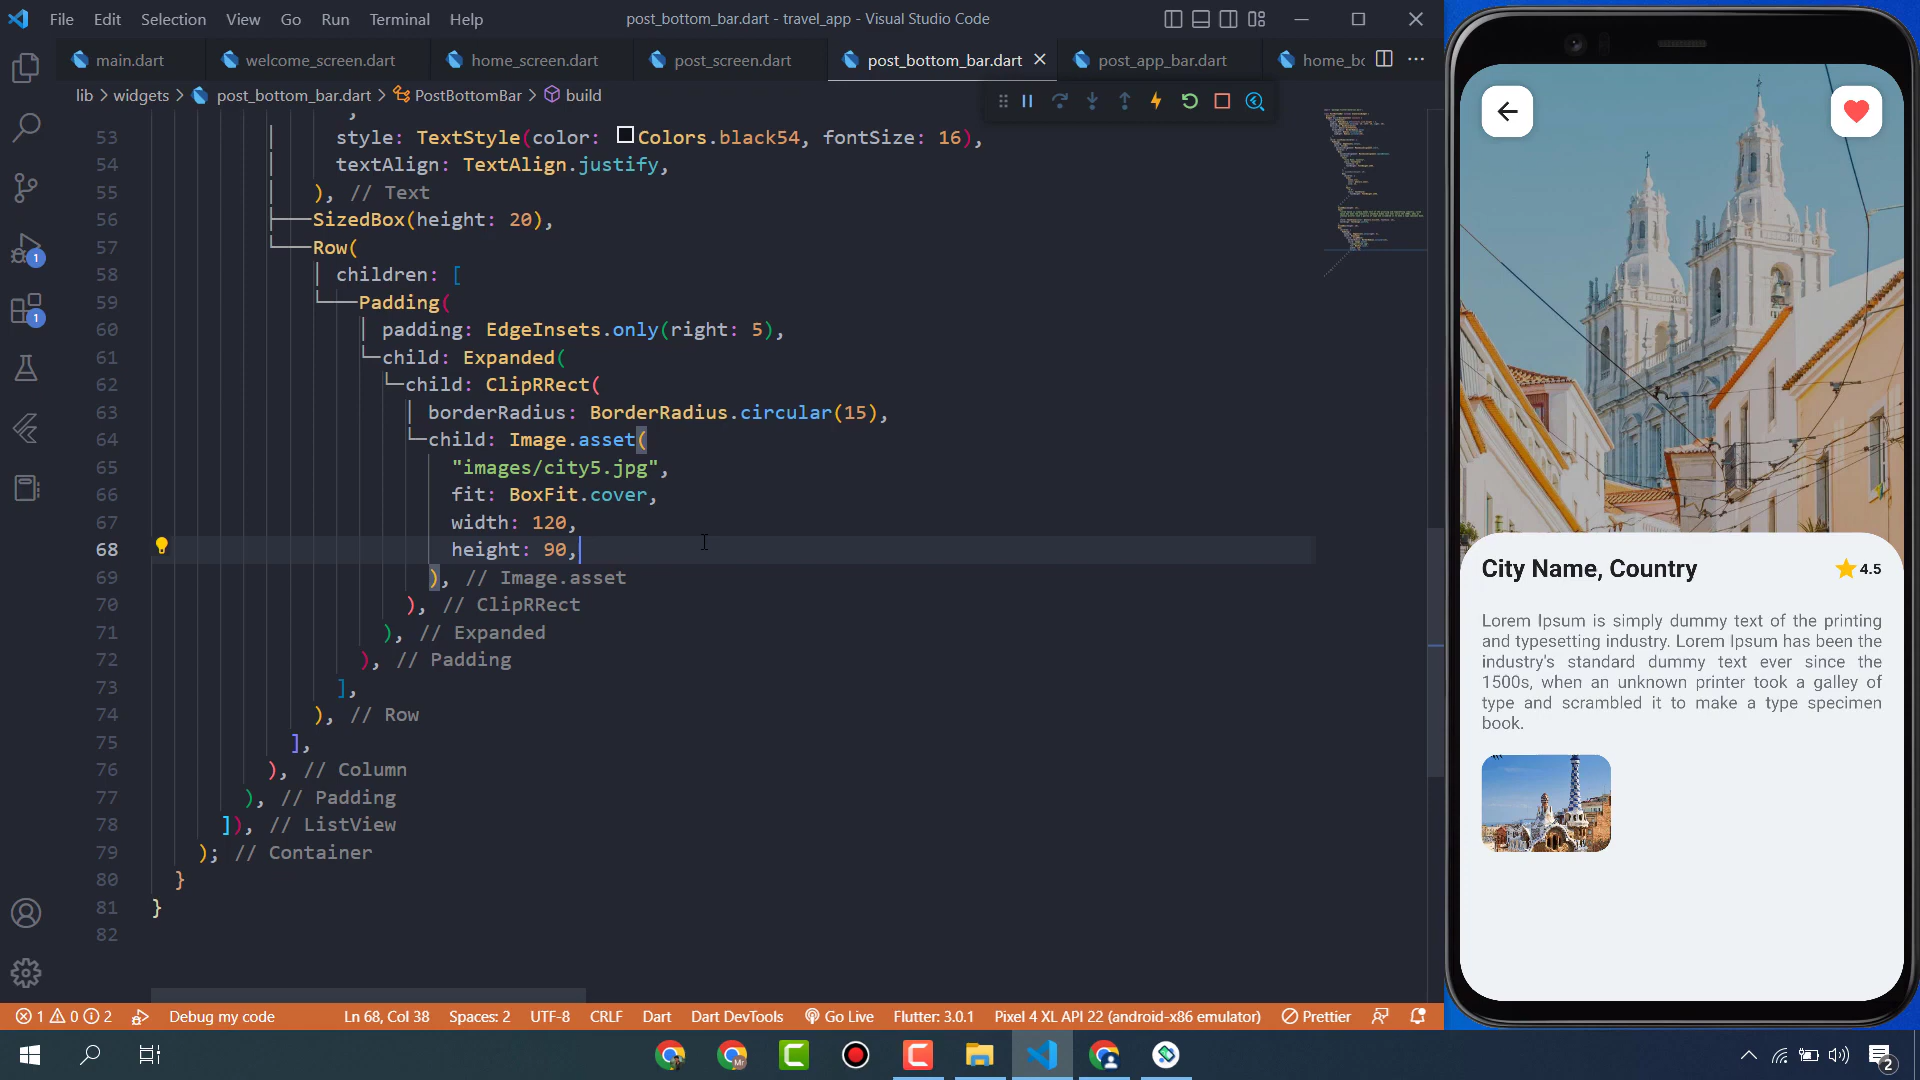 File Edit Selection View Go Run Terminal Help
post_bottom_bar.dart - travel_app - Visual Studio Code
main.dart welcome_screen.dart home_screen.dart post_screen.dart post_bottom_bar.dart post_app_bar.dart home_bo
lib > widgets > post_bottom_bar.dart > PostBottomBar > build
53 style: TextStyle(color: Colors.black54, fontSize: 16),
54 textAlign: TextAlign.justify,
55 ), // Text
56 SizedBox(height: 20),
57 Row(
58 children: [
59 Padding(
60 padding: EdgeInsets.only(right: 5),
61 child: Expanded(
62 child: ClipRRect(
63 borderRadius: BorderRadius.circular(15),
64 child: Image.asset(
65 "images/city5.jpg",
66 fit: BoxFit.cover,
67 width: 120,
68 height: 90,
69 ), // Image.asset
70 ), // ClipRRect
71 ), // Expanded
72 ), // Padding
73 ],
74 ), // Row
75 ],
76 ), // Column
77 ), // Padding
78 ]), // ListView
79 ); // Container
80 }
81 }
82
1
1
1 0 2 Debug my code Ln 68, Col 38 Spaces: 2 UTF-8 CRLF Dart Dart DevTools Go Live Flutter: 3.0.1 Pixel 4 XL API 22 (android-x86 emulator) Prettier
City Name, Country 4.5
Lorem Ipsum is simply dummy text of the printing
and typesetting industry. Lorem Ipsum has been the
industry's standard dummy text ever since the
1500s, when an unknown printer took a galley of
type and scrambled it to make a type specimen
book.
2